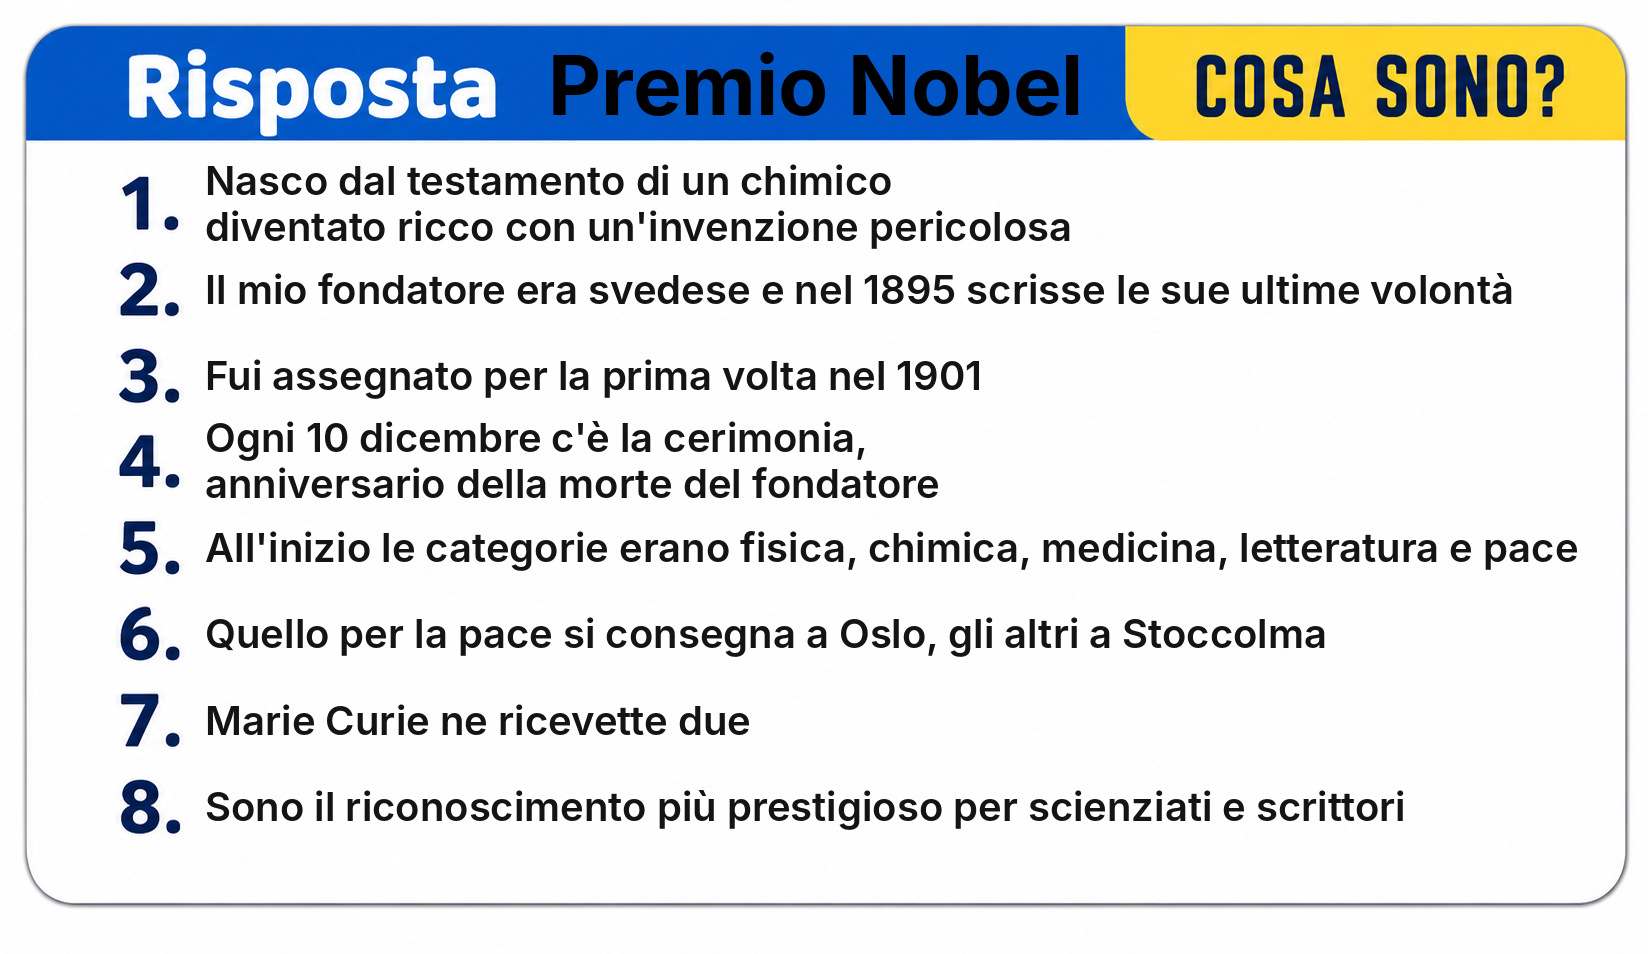 Risposta Premio Nobel COSA SONO?
1. Nasco dal testamento di un chimico
diventato ricco con un'invenzione pericolosa
2. Il mio fondatore era svedese e nel 1895 scrisse le sue ultime volontà
3. Fui assegnato per la prima volta nel 1901
4. Ogni 10 dicembre c'è la cerimonia,
anniversario della morte del fondatore
5. All'inizio le categorie erano fisica, chimica, medicina, letteratura e pace
6. Quello per la pace si consegna a Oslo, gli altri a Stoccolma
7. Marie Curie ne ricevette due
8. Sono il riconoscimento più prestigioso per scienziati e scrittori